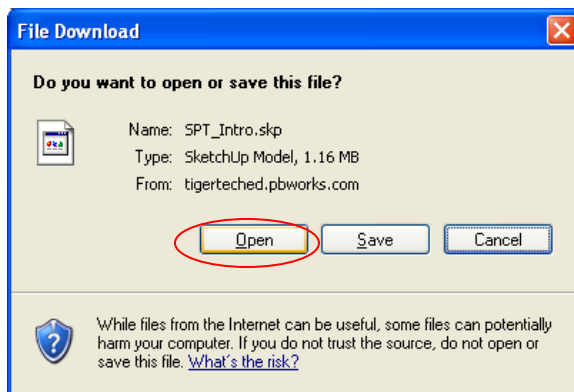 File Download
Do you want to open or save this file?
Name: SPT_Intro.skp
Type: SketchUp Model, 1.16 MB
From: tigerteched.pbworks.com
Open Save Cancel
While files from the Internet can be useful, some files can potentially
harm your computer. If you do not trust the source, do not open or
save this file. What's the risk?